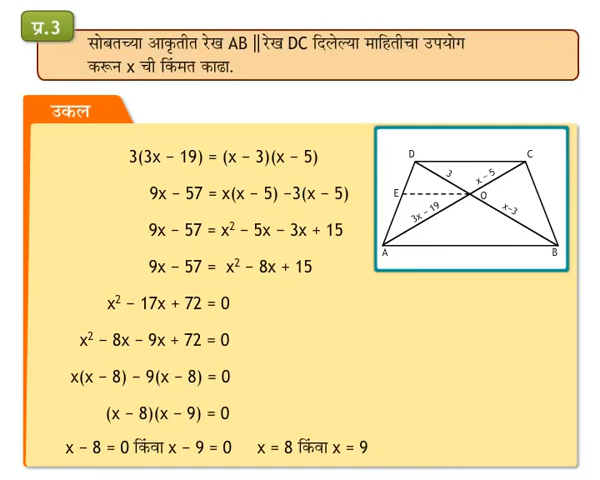 प्र.3
सोबतच्या आकृतीत रेख AB || रेख DC दिलेल्या माहितीचा उपयोग
करून x ची किंमत काढा.
उकल
3(3x – 19) = (x – 3)(x – 5)
9x – 57 = x(x – 5) –3(x – 5)
9x – 57 = x² – 5x – 3x + 15
9x – 57 = x² – 8x + 15
x² – 17x + 72 = 0
x² – 8x – 9x + 72 = 0
x(x – 8) – 9(x – 8) = 0
(x – 8)(x – 9) = 0
x – 8 = 0 किंवा x – 9 = 0 x = 8 किंवा x = 9
D C
3 x – 5
E O
3x – 19 x–3
A B